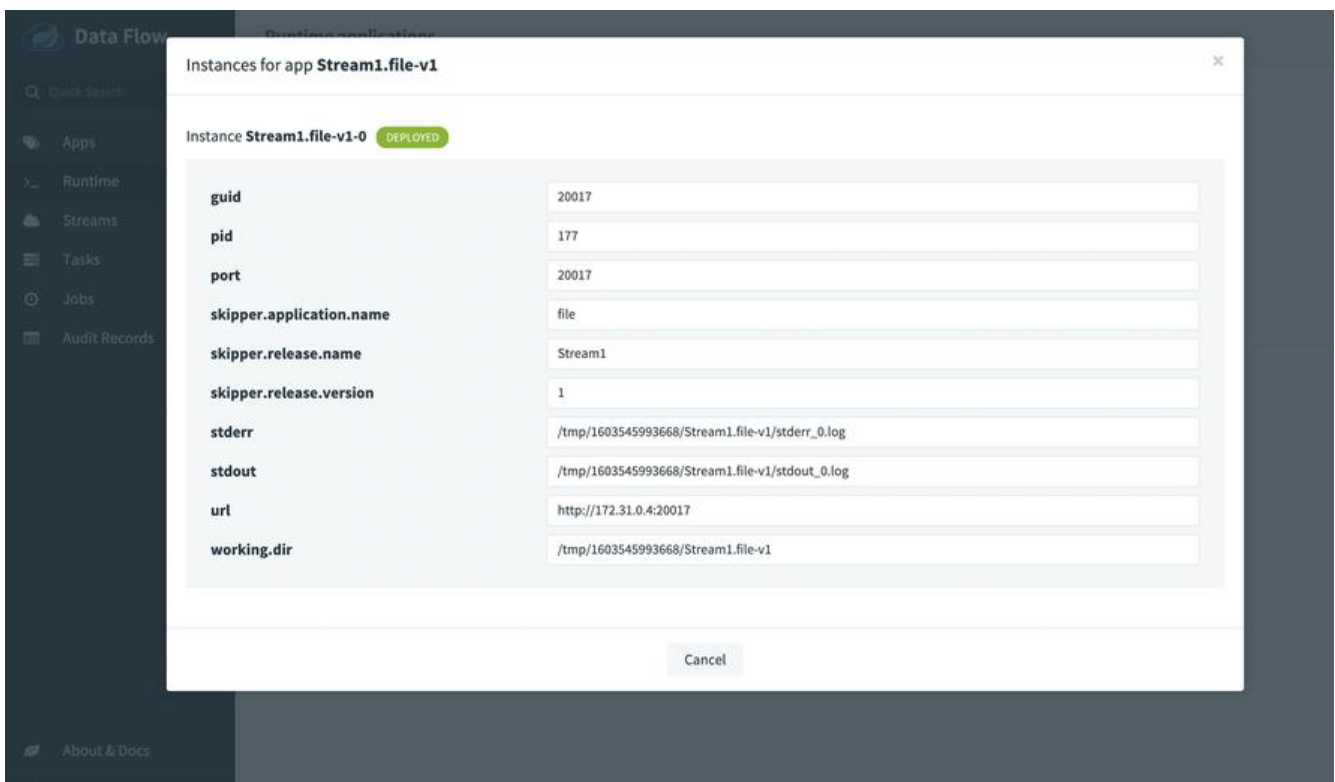 Data Flow
Runtime applications
Quick Search
Apps
Runtime
Streams
Tasks
Jobs
Audit Records
About & Docs
Instances for app Stream1.file-v1
×
Instance Stream1.file-v1-0 DEPLOYED
guid 20017
pid 177
port 20017
skipper.application.name file
skipper.release.name Stream1
skipper.release.version 1
stderr /tmp/1603545993668/Stream1.file-v1/stderr_0.log
stdout /tmp/1603545993668/Stream1.file-v1/stdout_0.log
url http://172.31.0.4:20017
working.dir /tmp/1603545993668/Stream1.file-v1
Cancel